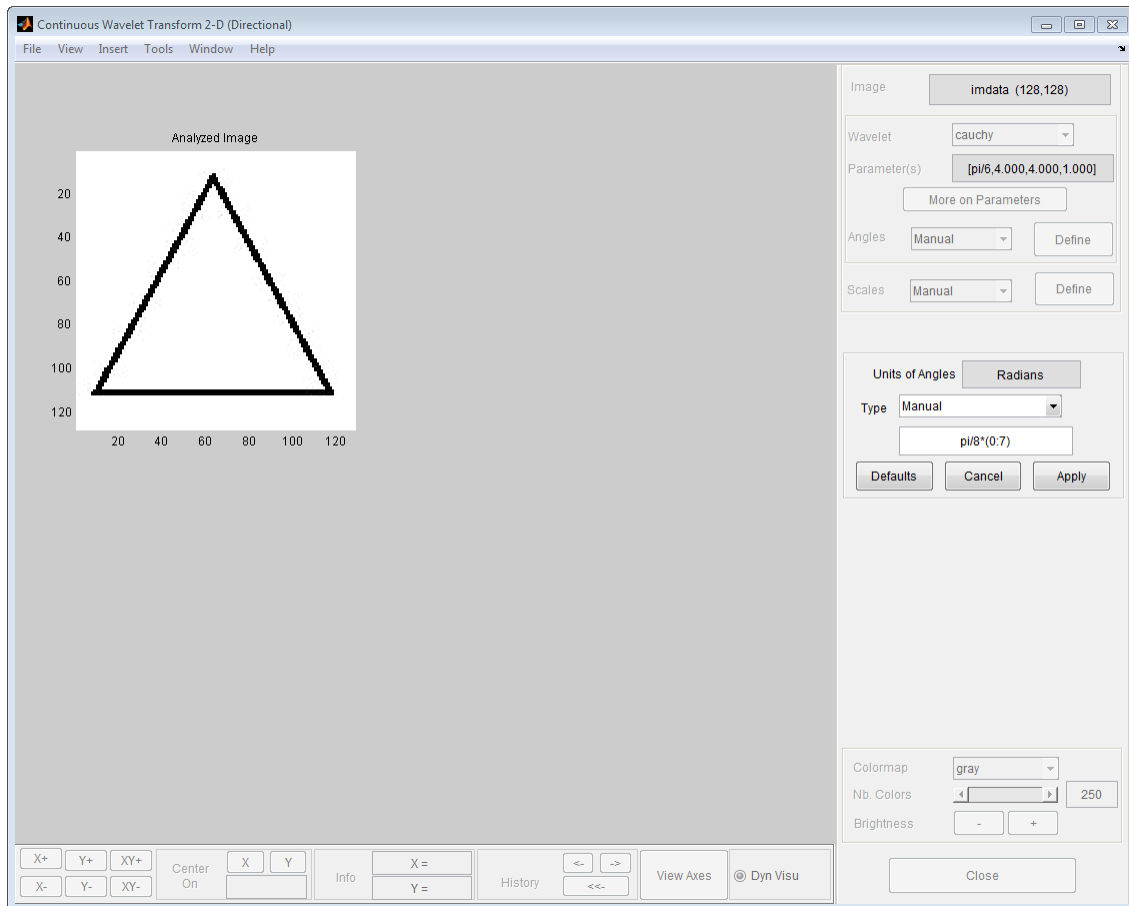 Continuous Wavelet Transform 2-D (Directional)
File View Insert Tools Window Help
Analyzed Image
20
40
60
80
100
120
20 40 60 80 100 120
Image imdata (128,128)
Wavelet cauchy
Parameter(s) [pi/6,4.000,4.000,1.000]
More on Parameters
Angles Manual Define
Scales Manual Define
Units of Angles Radians
Type Manual
pi/8*(0:7)
Defaults Cancel Apply
Colormap gray
Nb. Colors 250
Brightness - +
X+ Y+ XY+
X- Y- XY-
Center On X Y
Info X =
Y =
History <- ->
<<-
View Axes Dyn Visu
Close